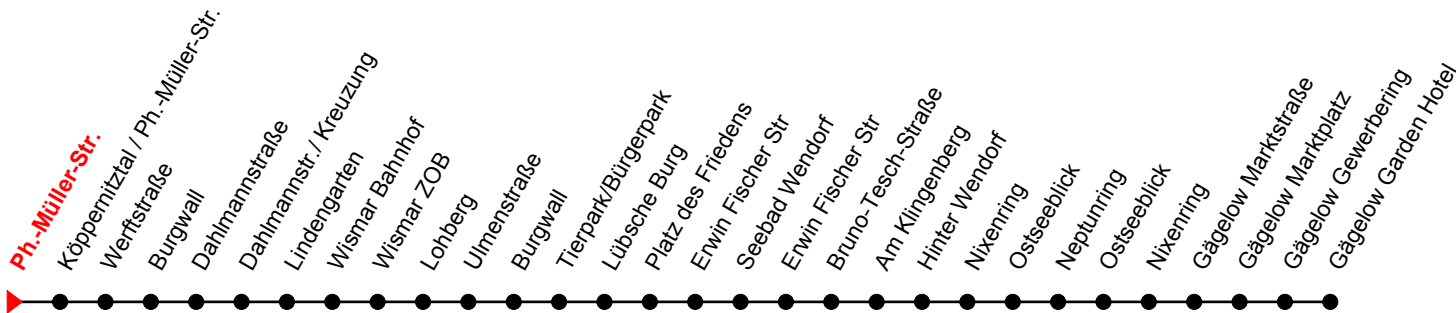 Ph.-Müller-Str.
Köppernitztal / Ph.-Müller-Str.
Werftstraße
Burgwall
Dahlmannstraße
Dahlmannstr./ Kreuzung
Lindengarten
Wismar Bahnhof
Wismar ZOB
Lohberg
Ulmenstraße
Burgwall
Tierpark/Bürgerpark
Lübsche Burg
Platz des Friedens
Erwin Fischer Str
Seebad Wendorf
Erwin Fischer Str
Bruno-Tesch-Straße
Am Klingenberg
Hinter Wendorf
Nixenring
Ostseeblick
Neptunring
Ostseeblick
Nixenring
Gägelow Marktstraße
Gägelow Marktplatz
Gägelow Gewerbering
Gägelow Garden Hotel